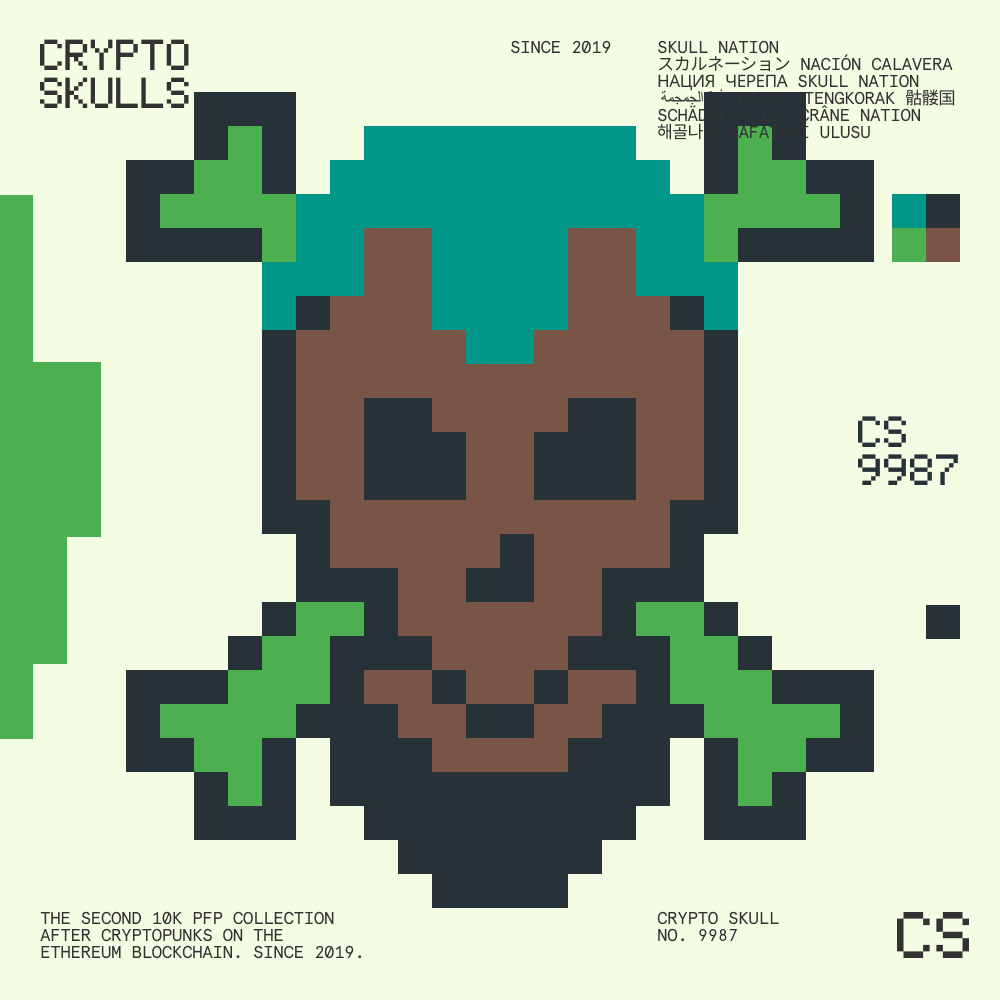 CRYPTO
SKULLS
SINCE 2019
SKULL NATION
スカルネーション NACIÓN CALAVERA
НАЦИЯ ЧЕРЕПА SKULL NATION
الجمجمة TENGKORAK 骷髅国
CRÂNE NATION
ULUSU
CS
9987
THE SECOND 10K PFP COLLECTION
AFTER CRYPTOPUNKS ON THE
ETHEREUM BLOCKCHAIN. SINCE 2019.
CRYPTO SKULL
NO. 9987
CS